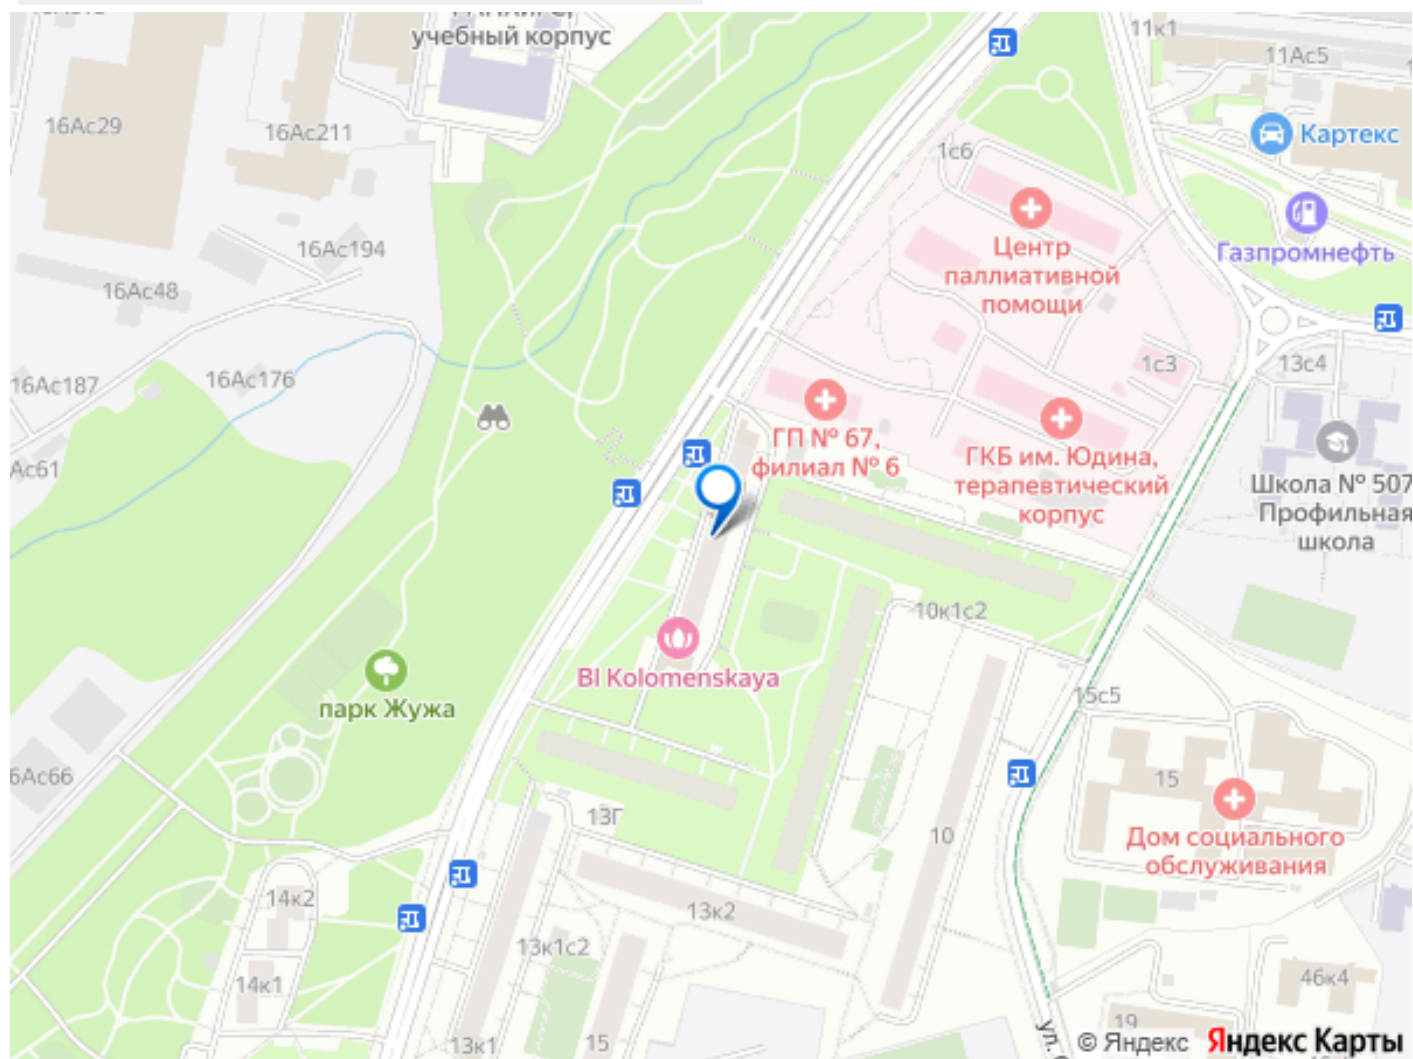 учебный корпус
11к1
11Ас5
16Ас29
16Ас211
Картекс
1с6
16Ас194
Центр
паллиативной
помощи
Газпромнефть
16Ас48
16Ас187
16Ас176
1с3
13с4
ГП № 67,
филиал № 6
ГКБ им. Юдина,
терапевтический
корпус
Школа № 507
Профильная
школа
Ас61
10к1с2
BI Kolomenskaya
парк Жужа
15с5
6Ас66
15
13Г
10
Дом социального
обслуживания
14к2
13к2
13к1с2
14к1
46к4
13к1
15
19
ул.
© Яндекс
Яндекс Карты